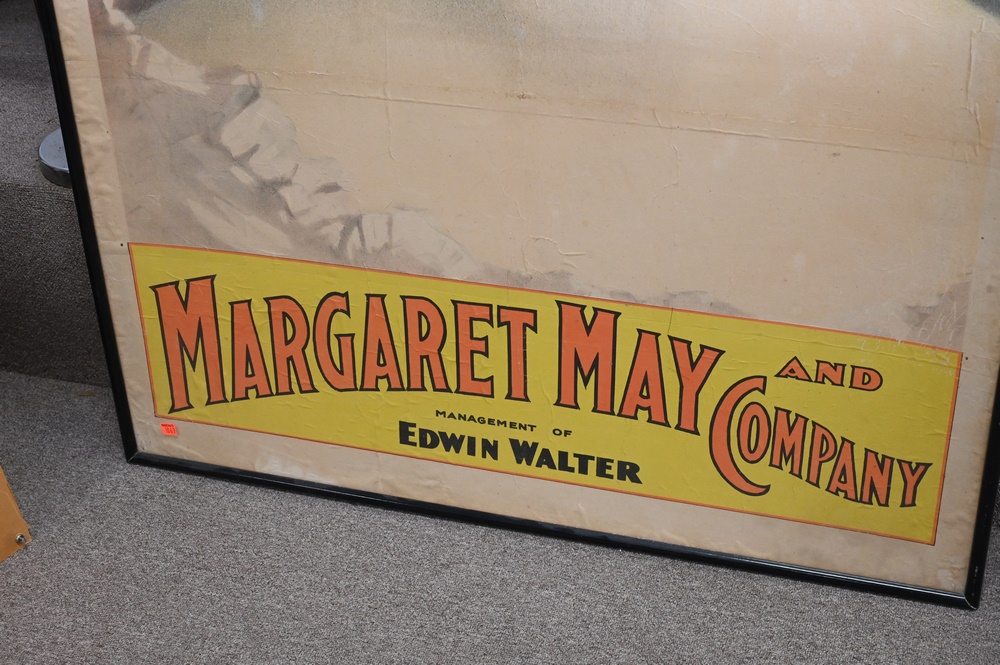 MARGARET MAY AND
COMPANY
MANAGEMENT OF
EDWIN WALTER